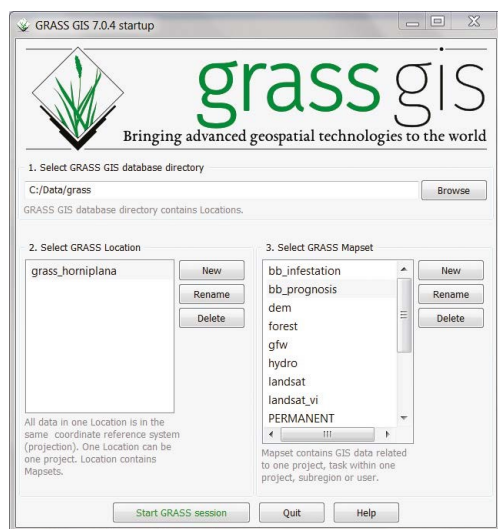 GRASS GIS 7.0.4 startup
grass gis
Bringing advanced geospatial technologies to the world
1. Select GRASS GIS database directory
C:/Data/grass
Browse
GRASS GIS database directory contains Locations.
2. Select GRASS Location
grass_horniplana
New
Rename
Delete
All data in one Location is in the
same coordinate reference system
(projection). One Location can be
one project. Location contains
Mapsets.
3. Select GRASS Mapset
bb_infestation
bb_prognosis
dem
forest
gfw
hydro
landsat
landsat_vi
PERMANENT
New
Rename
Delete
Mapset contains GIS data related
to one project, task within one
project, subregion or user.
Start GRASS session
Quit
Help